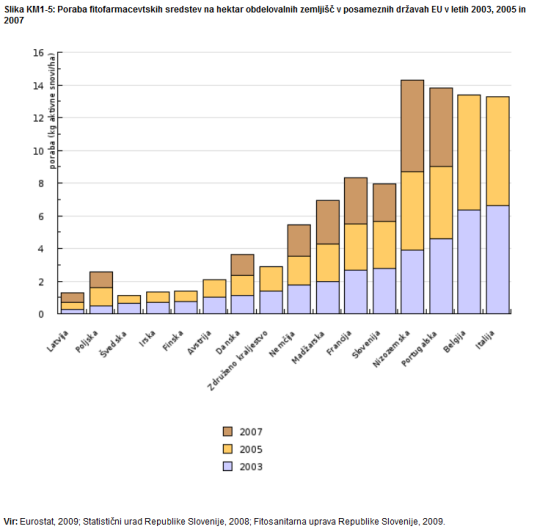 Slika KM1-5: Poraba fitofarmacevtskih sredstev na hektar obdelovalnih zemljišč v posameznih državah EU v letih 2003, 2005 in
2007
poraba (kg aktivne snovi/ha)
16
14
12
10
8
6
4
2
0
Latvija
Poljska
Švedska
Irska
Finska
Avstrija
Danska
Združeno kraljestvo
Nemčija
Madžarska
Francija
Slovenija
Nizozemska
Portugalska
Belgija
Italija
2007
2005
2003
Vir: Eurostat, 2009; Statistični urad Republike Slovenije, 2008; Fitosanitarna uprava Republike Slovenije, 2009.